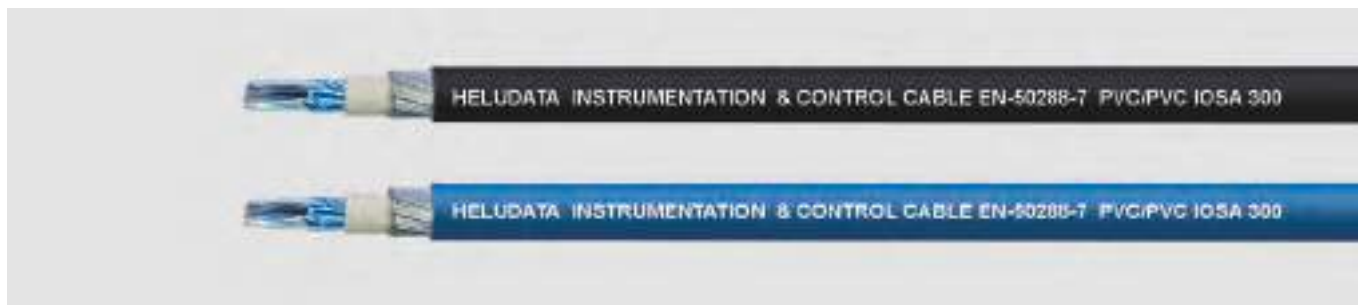 HELUDATA INSTRUMENTATION & CONTROL CABLE EN-50288-7 PVC/PVC IOSA 300
HELUDATA INSTRUMENTATION & CONTROL CABLE EN-50288-7 PVC/PVC IOSA 300